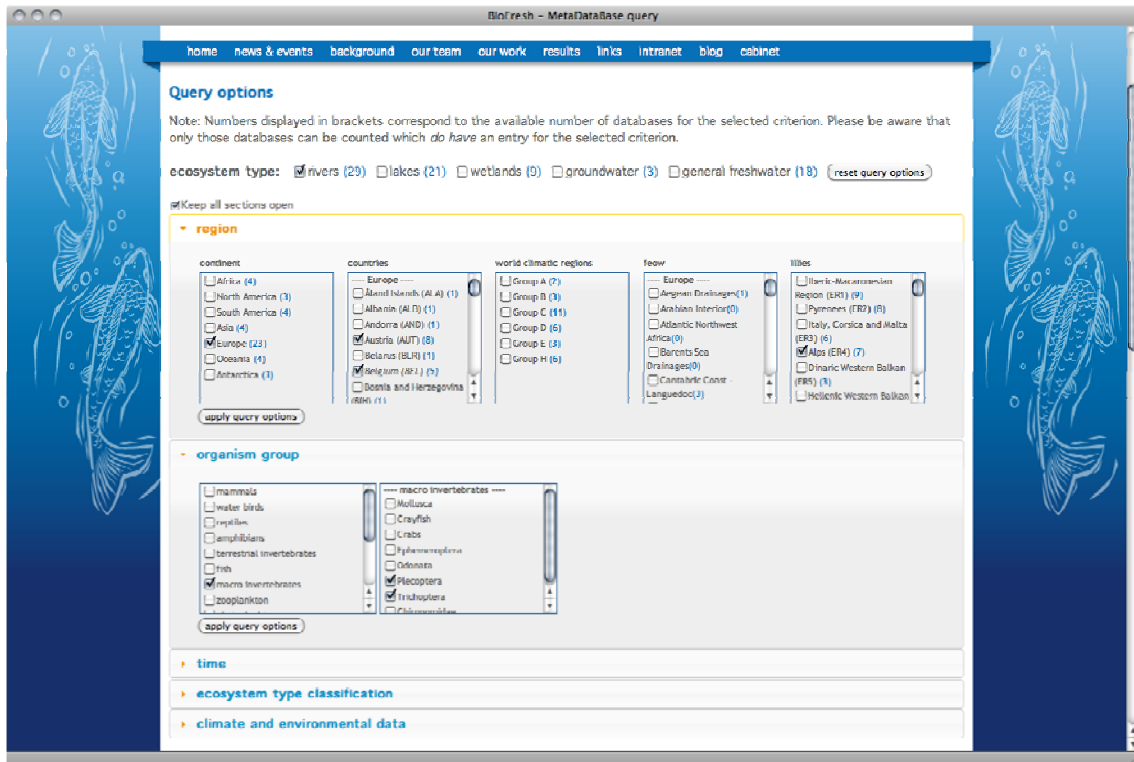 BioFresh - MetaDataBase query
home news & events background our team our work results links intranet blog cabinet
Query options
Note: Numbers displayed in brackets correspond to the available number of databases for the selected criterion. Please be aware that
only those databases can be counted which do have an entry for the selected criterion.
ecosystem type: rivers (29) lakes (21) wetlands (9) groundwater (3) general freshwater (18) reset query options
Keep all sections open
region
continent
Africa (4)
North America (3)
South America (4)
Asia (4)
Europe (23)
Oceania (4)
Antarctica (3)
countries
---- Europe ----
Åland Islands (ALA) (1)
Albania (ALB) (1)
Andorra (AND) (1)
Austria (AUT) (8)
Belarus (BLR) (1)
Belgium (BEL) (5)
Bosnia and Herzegovina
(BIH) (1)
world climatic regions
Group A (2)
Group B (3)
Group C (11)
Group D (6)
Group E (3)
Group H (6)
feow
---- Europe ----
Aegean Drainages(1)
Arabian Interior(0)
Atlantic Northwest
Africa(0)
Barents Sea
Drainages(0)
Cantabric Coast -
Languedoc(3)
illies
Iberic-Macaronesian
Region (ER1) (9)
Pyrenees (ER2) (8)
Italy, Corsica and Malta
(ER3) (6)
Alps (ER4) (7)
Dinaric Western Balkan
(ER5) (3)
Hellenic Western Balkan
apply query options
organism group
mammals
water birds
reptiles
amphibians
terrestrial invertebrates
fish
macro invertebrates
zooplankton
---- macro invertebrates ----
Mollusca
Crayfish
Crabs
Ephemeroptera
Odonata
Plecoptera
Trichoptera
Chironomidae
apply query options
time
ecosystem type classification
climate and environmental data